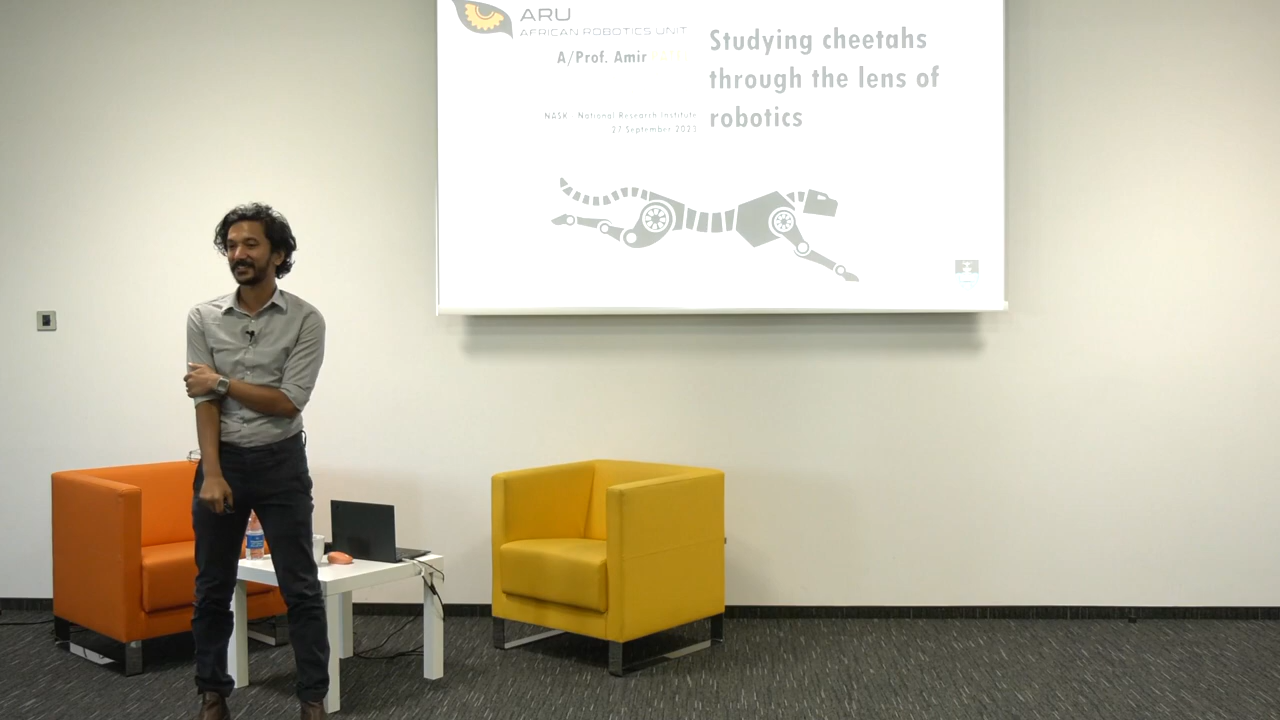 ARU
AFRICAN ROBOTICS UNIT
A/Prof. Amir
NASK - National Research Institute
27 September 2023
Studying cheetahs
through the lens of
robotics